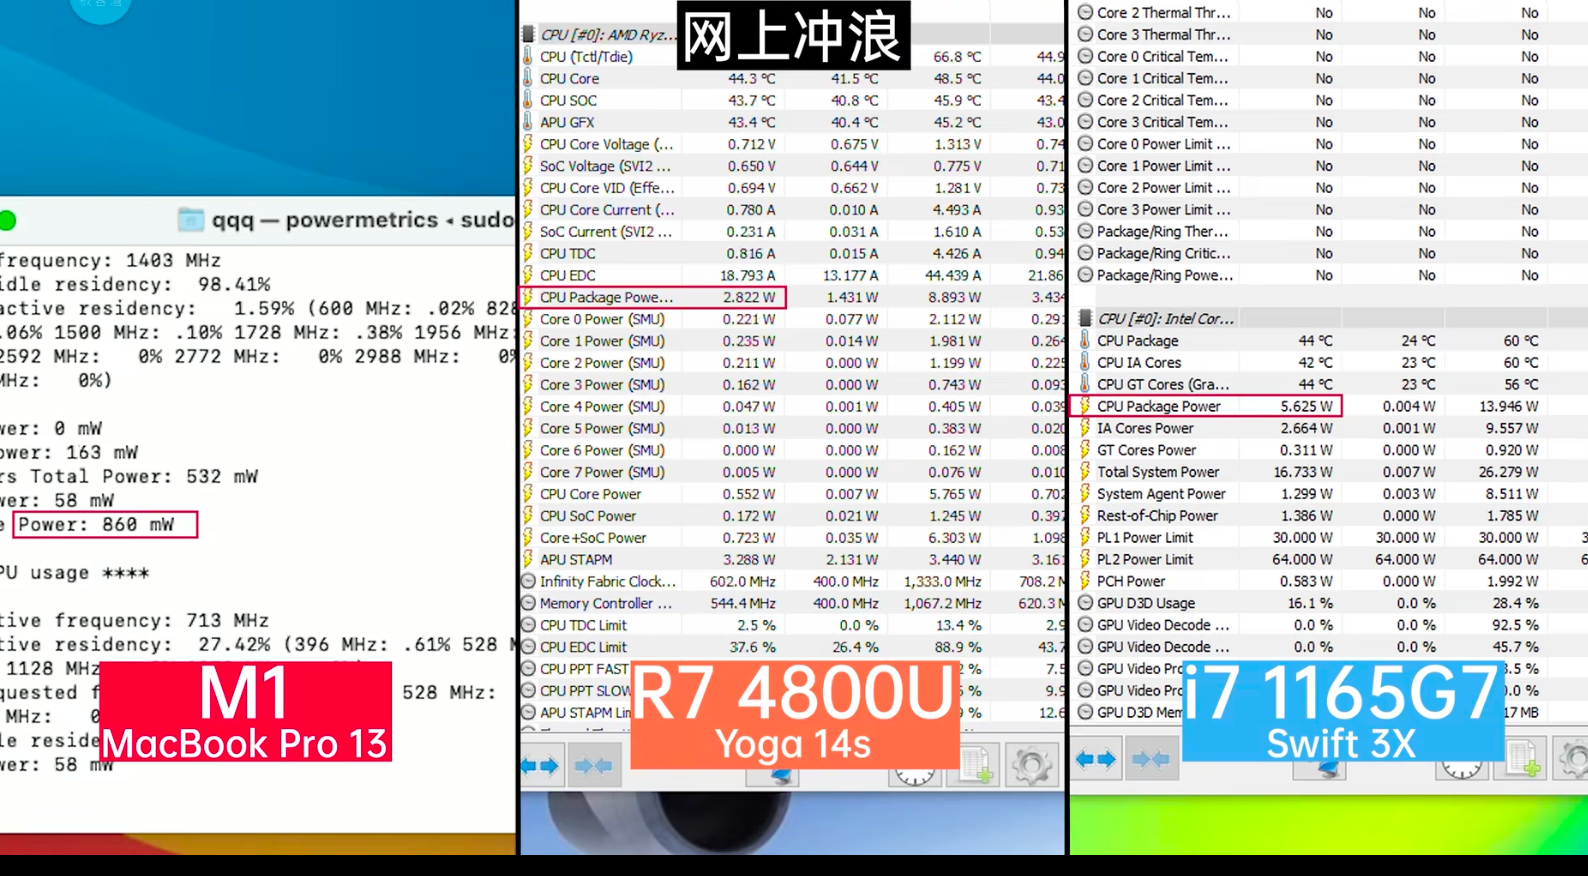 极客湾
网上冲浪
qqq — powermetrics ◂ sudo
frequency: 1403 MHz
idle residency: 98.41%
active residency: 1.59% (600 MHz: .02% 828
.06% 1500 MHz: .10% 1728 MHz: .38% 1956 MHz:
2592 MHz: 0% 2772 MHz: 0% 2988 MHz: 0%
MHz: 0%)
wer: 0 mW
ower: 163 mW
rs Total Power: 532 mW
wer: 58 mW
e Power: 860 mW
PU usage ****
tive frequency: 713 MHz
tive residency: 27.42% (396 MHz: .61% 528 M
1128 MHz
quested f 528 MHz:
MHz: 0
le reside
wer: 58 mW
M1
MacBook Pro 13
CPU [#0]: AMD Ryz...
CPU (Tctl/Tdie) 66.8 °C 44.9
CPU Core 44.3 °C 41.5 °C 48.5 °C 44.0
CPU SOC 43.7 °C 40.8 °C 45.9 °C 43.4
APU GFX 43.4 °C 40.4 °C 45.2 °C 43.0
CPU Core Voltage (... 0.712 V 0.675 V 1.313 V 0.74
SoC Voltage (SVI2 ... 0.650 V 0.644 V 0.775 V 0.71
CPU Core VID (Effe... 0.694 V 0.662 V 1.281 V 0.73
CPU Core Current (... 0.780 A 0.010 A 4.493 A 0.93
SoC Current (SVI2 ... 0.231 A 0.031 A 1.610 A 0.53
CPU TDC 0.816 A 0.015 A 4.426 A 0.94
CPU EDC 18.793 A 13.177 A 44.439 A 21.86
CPU Package Powe... 2.822 W 1.431 W 8.893 W 3.434
Core 0 Power (SMU) 0.221 W 0.077 W 2.112 W 0.291
Core 1 Power (SMU) 0.235 W 0.014 W 1.981 W 0.264
Core 2 Power (SMU) 0.211 W 0.000 W 1.199 W 0.225
Core 3 Power (SMU) 0.162 W 0.000 W 0.743 W 0.093
Core 4 Power (SMU) 0.047 W 0.001 W 0.405 W 0.039
Core 5 Power (SMU) 0.013 W 0.000 W 0.383 W 0.020
Core 6 Power (SMU) 0.000 W 0.000 W 0.162 W 0.008
Core 7 Power (SMU) 0.005 W 0.000 W 0.076 W 0.010
CPU Core Power 0.552 W 0.007 W 5.765 W 0.702
CPU SoC Power 0.172 W 0.021 W 1.245 W 0.397
Core+SoC Power 0.723 W 0.035 W 6.303 W 1.098
APU STAPM 3.288 W 2.131 W 3.440 W 3.161
Infinity Fabric Clock... 602.0 MHz 400.0 MHz 1,333.0 MHz 708.2 M
Memory Controller ... 544.4 MHz 400.0 MHz 1,067.2 MHz 620.3 M
CPU TDC Limit 2.5 % 0.0 % 13.4 % 2.9
CPU EDC Limit 37.6 % 26.4 % 88.9 % 43.7
CPU PPT FAST 2 % 7.5
CPU PPT SLOW 5 % 9.9
APU STAPM Lim 9 % 12.6
R7 4800U
Yoga 14s
Core 2 Thermal Thr... No No No
Core 3 Thermal Thr... No No No
Core 0 Critical Tem... No No No
Core 1 Critical Tem... No No No
Core 2 Critical Tem... No No No
Core 3 Critical Tem... No No No
Core 0 Power Limit ... No No No
Core 1 Power Limit ... No No No
Core 2 Power Limit ... No No No
Core 3 Power Limit ... No No No
Package/Ring Ther... No No No
Package/Ring Critic... No No No
Package/Ring Powe... No No No
CPU [#0]: Intel Cor...
CPU Package 44 °C 24 °C 60 °C
CPU IA Cores 42 °C 23 °C 60 °C
CPU GT Cores (Gra... 44 °C 23 °C 56 °C
CPU Package Power 5.625 W 0.004 W 13.946 W
IA Cores Power 2.664 W 0.001 W 9.557 W
GT Cores Power 0.311 W 0.000 W 0.920 W
Total System Power 16.733 W 0.007 W 26.279 W
System Agent Power 1.299 W 0.003 W 8.511 W
Rest-of-Chip Power 1.386 W 0.000 W 1.785 W
PL1 Power Limit 30.000 W 30.000 W 30.000 W 3
PL2 Power Limit 64.000 W 64.000 W 64.000 W 6
PCH Power 0.583 W 0.000 W 1.992 W
GPU D3D Usage 16.1 % 0.0 % 28.4 %
GPU Video Decode ... 0.0 % 0.0 % 92.5 %
GPU Video Decode ... 0.0 % 0.0 % 45.7 %
GPU Video Pro 3.5 %
GPU Video Pro 0.0 %
GPU D3D Mem 17 MB
i7 1165G7
Swift 3X